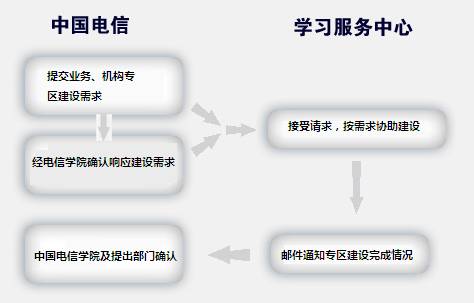 中国电信
学习服务中心
提交业务、机构专
区建设需求
接受请求，按需求协助建设
经电信学院确认响应建设需求
中国电信学院及提出部门确认
邮件通知专区建设完成情况